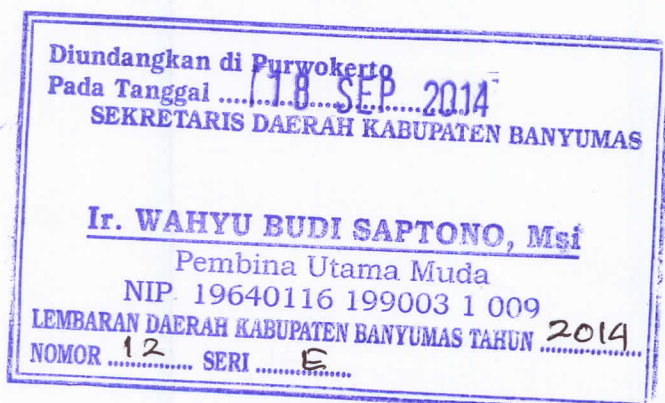 Diundangkan di Purwokerto
Pada Tanggal ....18 SEP 2014
SEKRETARIS DAERAH KABUPATEN BANYUMAS
Ir. WAHYU BUDI SAPTONO, Msi
Pembina Utama Muda
NIP. 19640116 199003 1 009
LEMBARAN DAERAH KABUPATEN BANYUMAS TAHUN 2014
NOMOR ...12... SERI ...E...